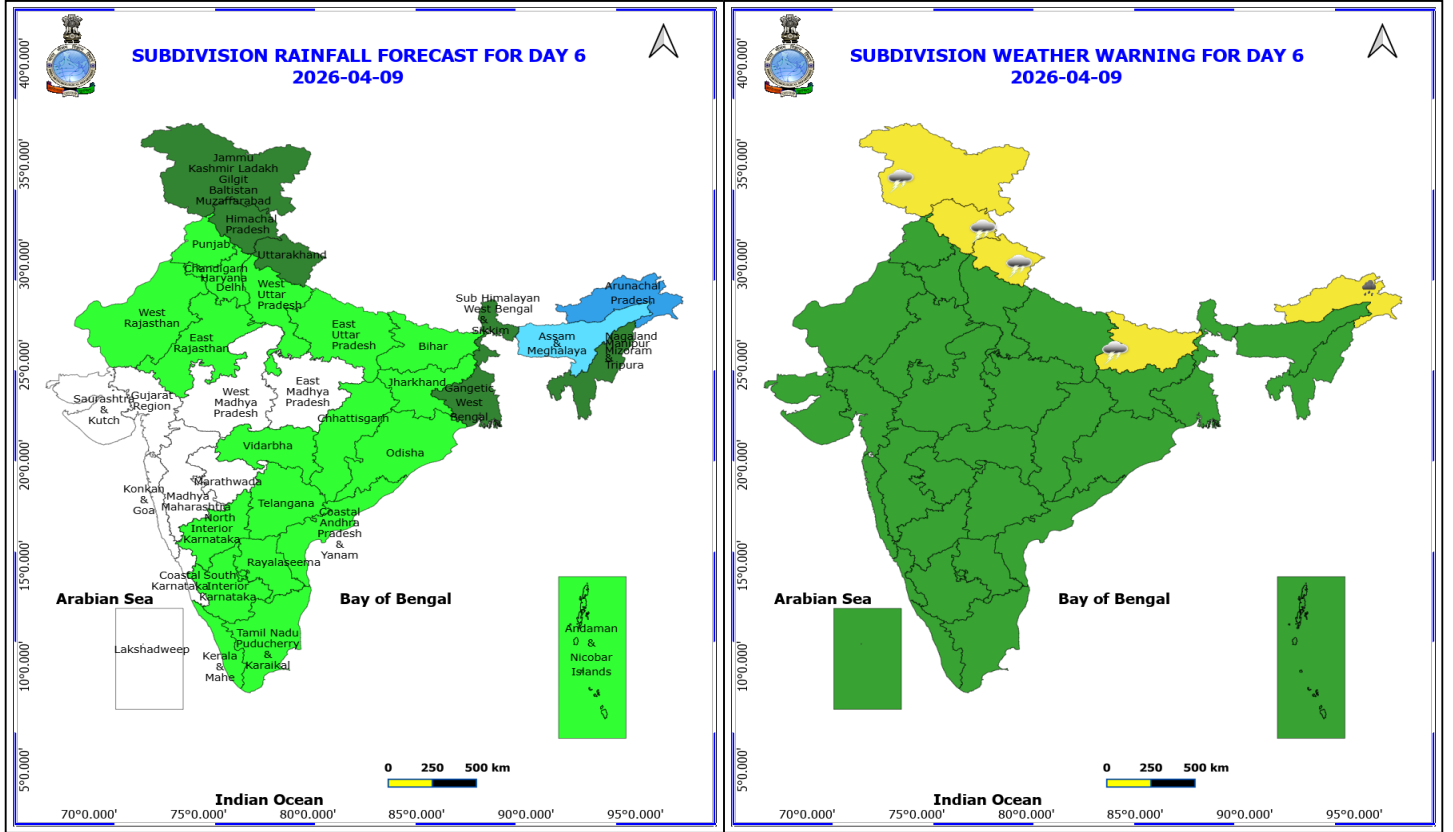 SUBDIVISION RAINFALL FORECAST FOR DAY 6
2026-04-09
40°0.000'
35°0.000'
30°0.000'
25°0.000'
20°0.000'
15°0.000'
10°0.000'
5°0.000'
Jammu
Kashmir Ladakh
Gilgit
Baltistan
Muzaffarabad
Himachal
Pradesh
Punjab
Uttarakhand
Chandigarh
Haryana
Delhi
West
Uttar
Pradesh
West
Rajasthan
East
Rajasthan
East
Uttar
Pradesh
Bihar
Sub Himalayan
West Bengal
&
Sikkim
Arunachal
Pradesh
Assam
&
Meghalaya
Nagaland
Manipur
Mizoram
&
Tripura
Saurashtra
&
Kutch
Gujarat
Region
West
Madhya
Pradesh
East
Madhya
Pradesh
Jharkhand
Gangetic
West
Bengal
Chhattisgarh
Vidarbha
Odisha
Konkan
&
Goa
Madhya
Maharashtra
Marathwada
Telangana
North
Interior
Karnataka
Coastal
Andhra
Pradesh
&
Yanam
Rayalaseema
Coastal
Karnataka
South
Interior
Karnataka
Arabian Sea
Bay of Bengal
Lakshadweep
Kerala
&
Mahe
Tamil Nadu
Puducherry
&
Karaikal
Andaman
&
Nicobar
Islands
0 250 500 km
Indian Ocean
70°0.000' 75°0.000' 80°0.000' 85°0.000' 90°0.000' 95°0.000'
SUBDIVISION WEATHER WARNING FOR DAY 6
2026-04-09
40°0.000'
35°0.000'
30°0.000'
25°0.000'
20°0.000'
15°0.000'
10°0.000'
5°0.000'
Arabian Sea
Bay of Bengal
0 250 500 km
Indian Ocean
70°0.000' 75°0.000' 80°0.000' 85°0.000' 90°0.000' 95°0.000'